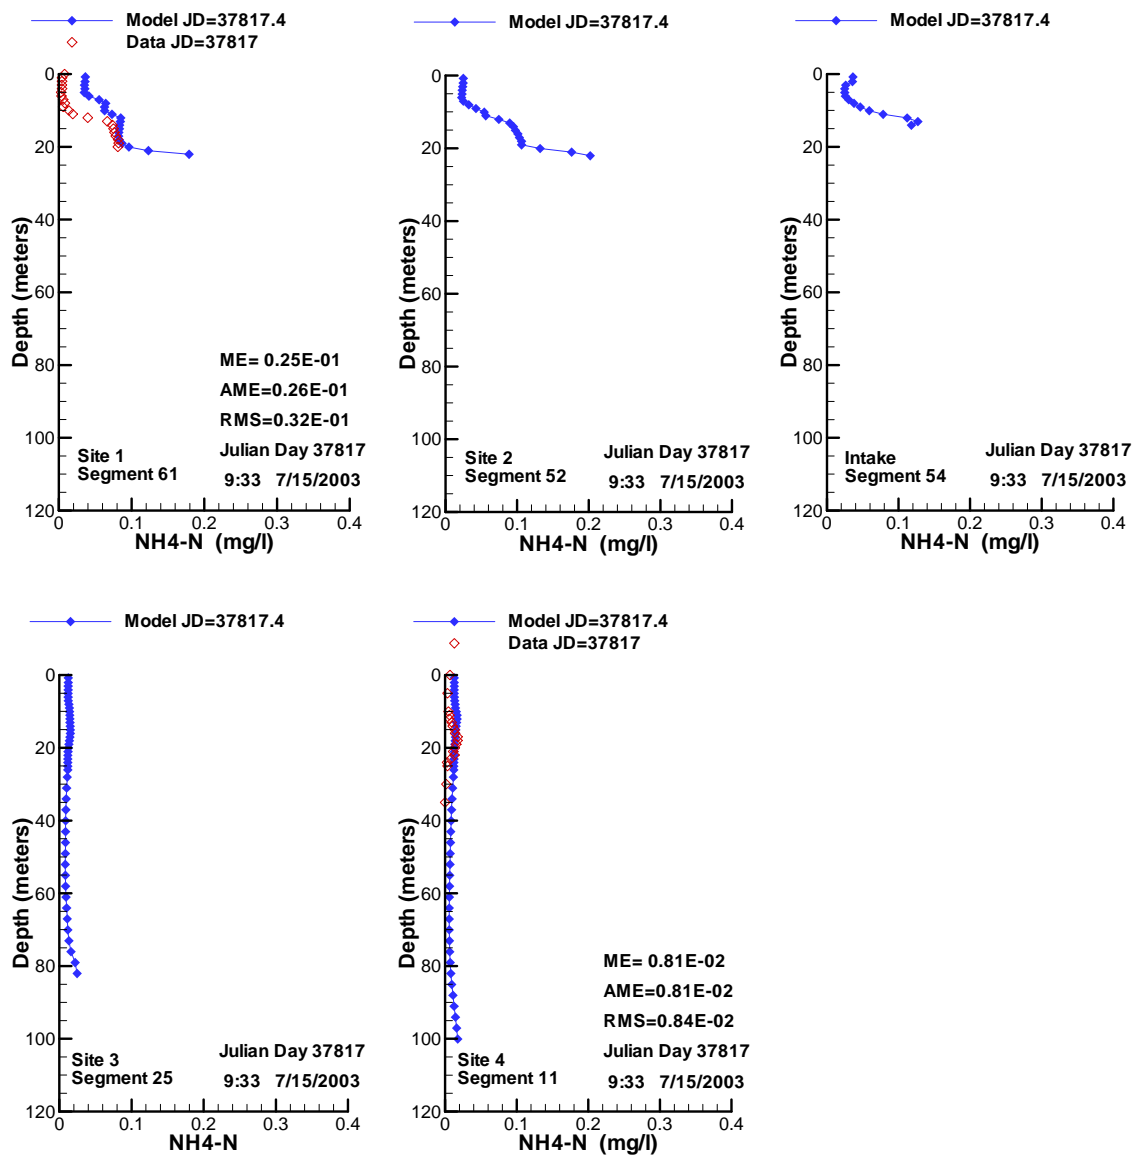 Model JD=37817.4
Data JD=37817
0
20
40
60
80
100
120
Depth (meters)
ME= 0.25E-01
AME=0.26E-01
RMS=0.32E-01
Site 1
Segment 61
Julian Day 37817
9:33 7/15/2003
0 0.1 0.2 0.3 0.4
NH4-N (mg/l)
Model JD=37817.4
0
20
40
60
80
100
120
Depth (meters)
Site 2
Segment 52
Julian Day 37817
9:33 7/15/2003
0 0.1 0.2 0.3 0.4
NH4-N (mg/l)
Model JD=37817.4
0
20
40
60
80
100
120
Depth (meters)
Intake
Segment 54
Julian Day 37817
9:33 7/15/2003
0 0.1 0.2 0.3 0.4
NH4-N (mg/l)
Model JD=37817.4
0
20
40
60
80
100
120
Depth (meters)
Site 3
Segment 25
Julian Day 37817
9:33 7/15/2003
0 0.1 0.2 0.3 0.4
NH4-N
Model JD=37817.4
Data JD=37817
0
20
40
60
80
100
120
Depth (meters)
ME= 0.81E-02
AME=0.81E-02
RMS=0.84E-02
Site 4
Segment 11
Julian Day 37817
9:33 7/15/2003
0 0.1 0.2 0.3 0.4
NH4-N (mg/l)